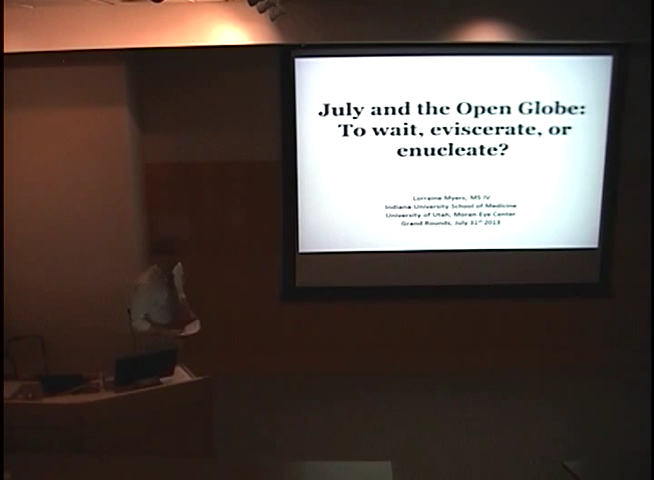 July and the Open Globe:
To wait, eviscerate, or
enucleate?
Lorraine Myers, MS IV
Indiana University School of Medicine
University of Utah, Moran Eye Center
Grand Rounds, July 31st 2013